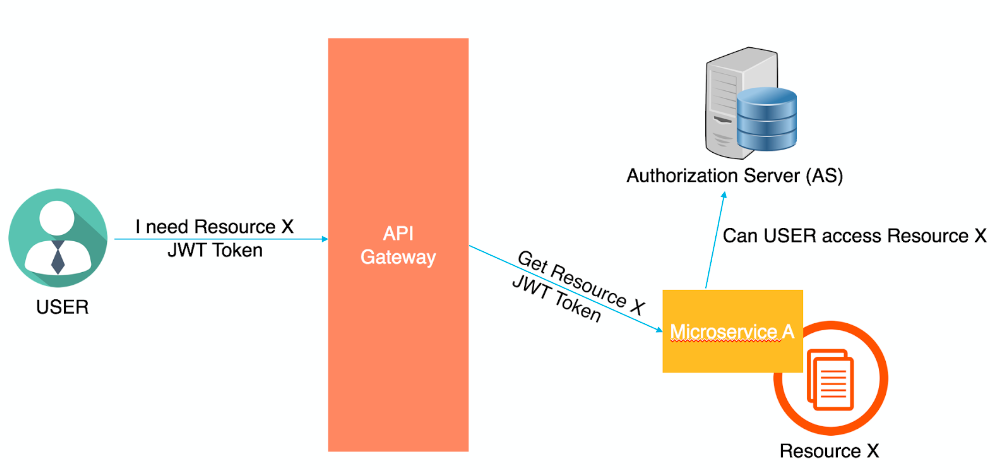 I need Resource X
JWT Token
USER
API
Gateway
Get Resource X
JWT Token
Authorization Server (AS)
Can USER access Resource X
Microservice A
Resource X